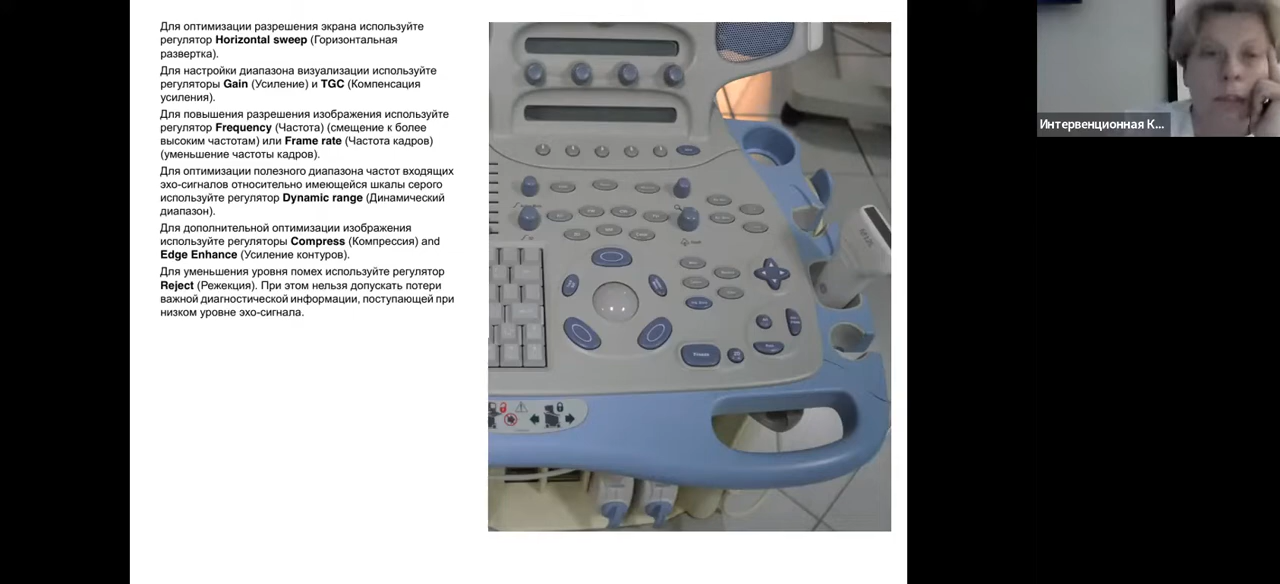 Для оптимизации разрешения экрана используйте
регулятор Horizontal sweep (Горизонтальная
развертка).
Для настройки диапазона визуализации используйте
регуляторы Gain (Усиление) и TGC (Компенсация
усиления).
Для повышения разрешения изображения используйте
регулятор Frequency (Частота) (смещение к более
высоким частотам) или Frame rate (Частота кадров)
(уменьшение частоты кадров).
Для оптимизации полезного диапазона частот входящих
эхо-сигналов относительно имеющейся шкалы серого
используйте регулятор Dynamic range (Динамический
диапазон).
Для дополнительной оптимизации изображения
используйте регуляторы Compress (Компрессия) and
Edge Enhance (Усиление контуров).
Для уменьшения уровня помех используйте регулятор
Reject (Режекция). При этом нельзя допускать потери
важной диагностической информации, поступающей при
низком уровне эхо-сигнала.
Интервенционная К...